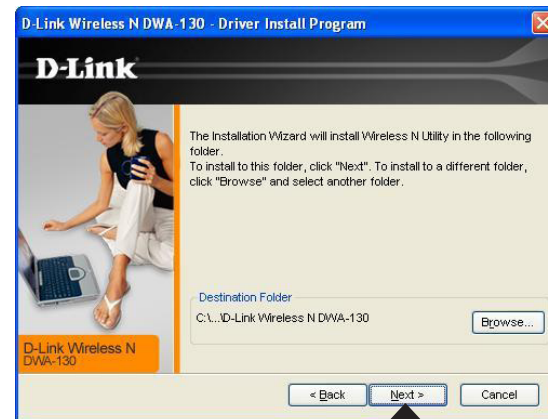 D-Link Wireless N DWA-130 - Driver Install Program
D-Link
The Installation Wizard will install Wireless N Utility in the following
folder.
To install to this folder, click "Next". To install to a different folder,
click "Browse" and select another folder.
Destination Folder
C:\...\D-Link Wireless N DWA-130
Browse...
D-Link Wireless N
DWA-130
< Back
Next >
Cancel